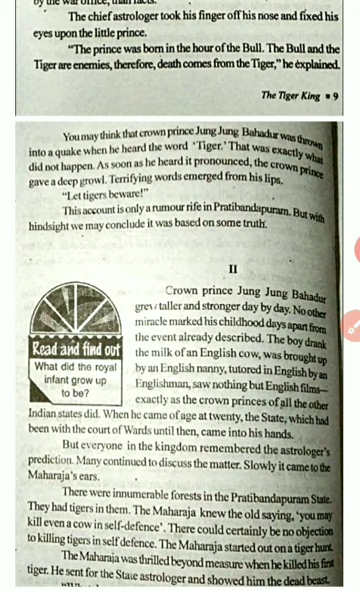 by the war office, than facts.
The chief astrologer took his finger off his nose and fixed his
eyes upon the little prince.
“The prince was born in the hour of the Bull. The Bull and the
Tiger are enemies, therefore, death comes from the Tiger,” he explained.
The Tiger King ■ 9
You may think that crown prince Jung Jung Bahadur was thrown
into a quake when he heard the word ‘Tiger.’ That was exactly what
did not happen. As soon as he heard it pronounced, the crown prince
gave a deep growl. Terrifying words emerged from his lips.
“Let tigers beware!”
This account is only a rumour rife in Pratibandapuram. But with
hindsight we may conclude it was based on some truth.
II
Crown prince Jung Jung Bahadur
grew taller and stronger day by day. No other
miracle marked his childhood days apart from
the event already described. The boy drank
the milk of an English cow, was brought up
by an English nanny, tutored in English by an
Englishman, saw nothing but English films—
exactly as the crown princes of all the other
Read and find out
What did the royal
infant grow up
to be?
Indian states did. When he came of age at twenty, the State, which had
been with the court of Wards until then, came into his hands.
But everyone in the kingdom remembered the astrologer’s
prediction. Many continued to discuss the matter. Slowly it came to the
Maharaja’s ears.
There were innumerable forests in the Pratibandapuram State.
They had tigers in them. The Maharaja knew the old saying, ‘you may
kill even a cow in self-defence’. There could certainly be no objection
to killing tigers in self defence. The Maharaja started out on a tiger hunt.
The Maharaja was thrilled beyond measure when he killed his first
tiger. He sent for the State astrologer and showed him the dead beast.